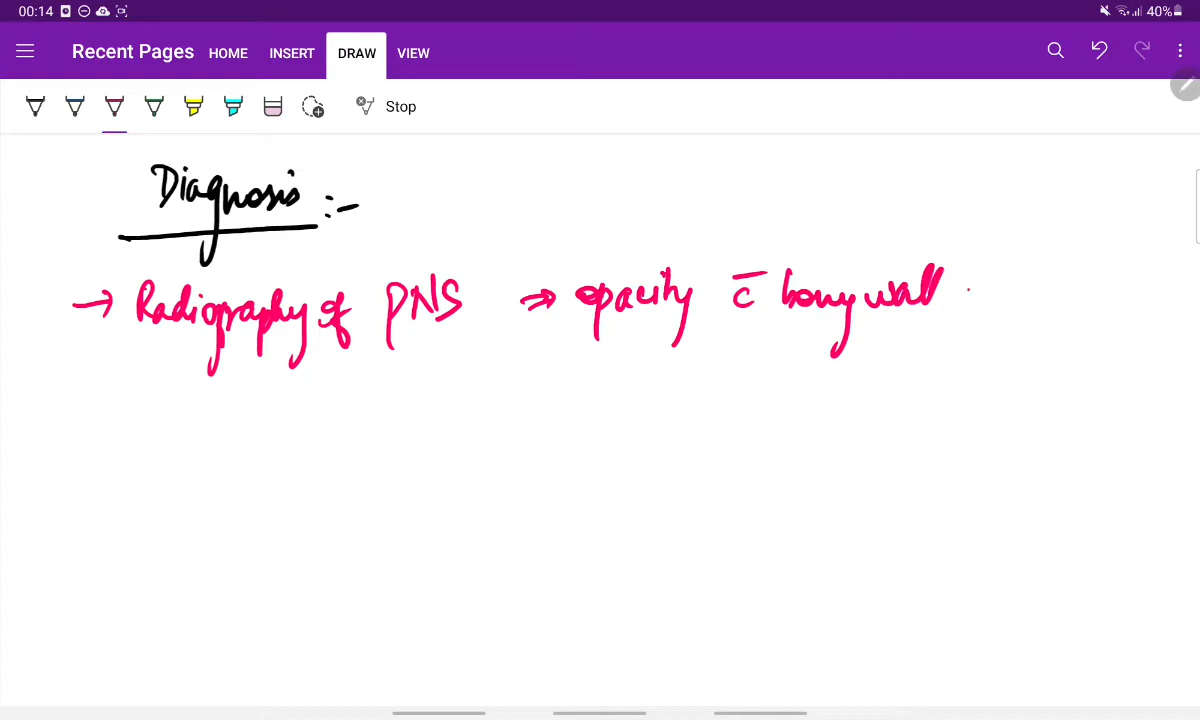 00:14 40%
Recent Pages HOME INSERT DRAW VIEW
Stop
Diagnosis :-
→ Radiography of PNS ⇒ opacity c̄ bony wall